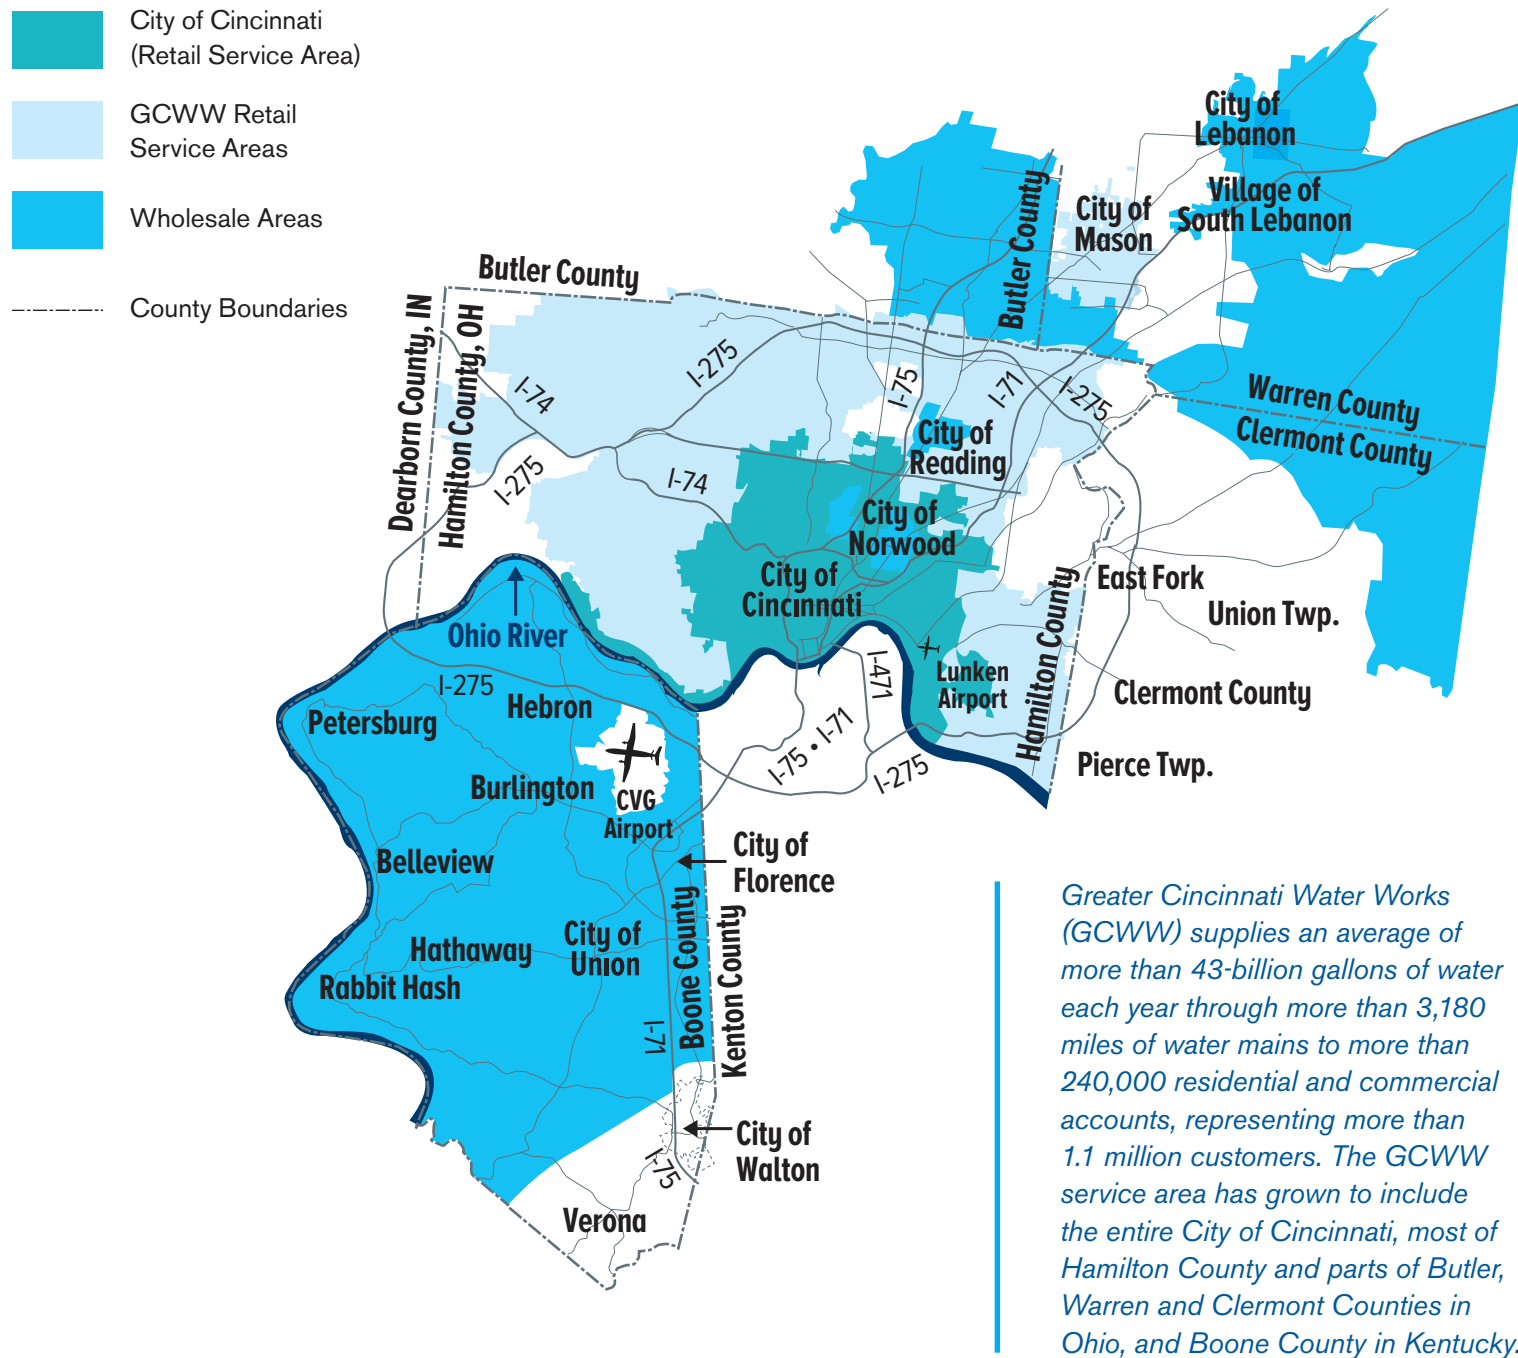 City of Cincinnati
(Retail Service Area)
GCWW Retail
Service Areas
Wholesale Areas
County Boundaries
City of
Lebanon
Village of
South Lebanon
City of
Mason
Butler County
Butler County
Dearborn County, IN
Hamilton County, OH
I-275
I-74
I-75
I-71
I-275
Warren County
Clermont County
City of
Reading
I-275
I-74
City of
Norwood
City of
Cincinnati
East Fork
Union Twp.
Hamilton County
Ohio River
I-471
Lunken
Airport
Clermont County
I-275
Hebron
Petersburg
I-75 • I-71
I-275
Pierce Twp.
Burlington
CVG
Airport
City of
Florence
Belleview
Boone County
Kenton County
Hathaway
City of
Union
Rabbit Hash
I-71
City of
Walton
I-75
Verona
Greater Cincinnati Water Works
(GCWW) supplies an average of
more than 43-billion gallons of water
each year through more than 3,180
miles of water mains to more than
240,000 residential and commercial
accounts, representing more than
1.1 million customers. The GCWW
service area has grown to include
the entire City of Cincinnati, most of
Hamilton County and parts of Butler,
Warren and Clermont Counties in
Ohio, and Boone County in Kentucky.